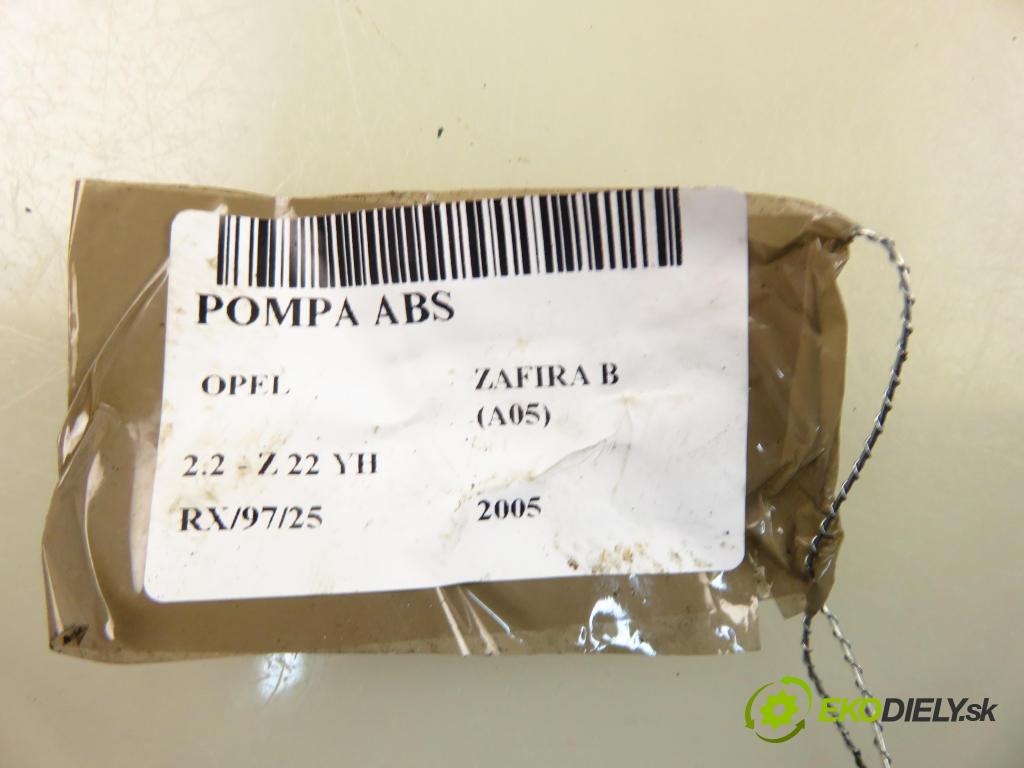 POMPA ABS
OPEL ZAFIRA B
(A05)
2.2 - Z 22 YH
RX/97/25 2005
EKODIELY.sk